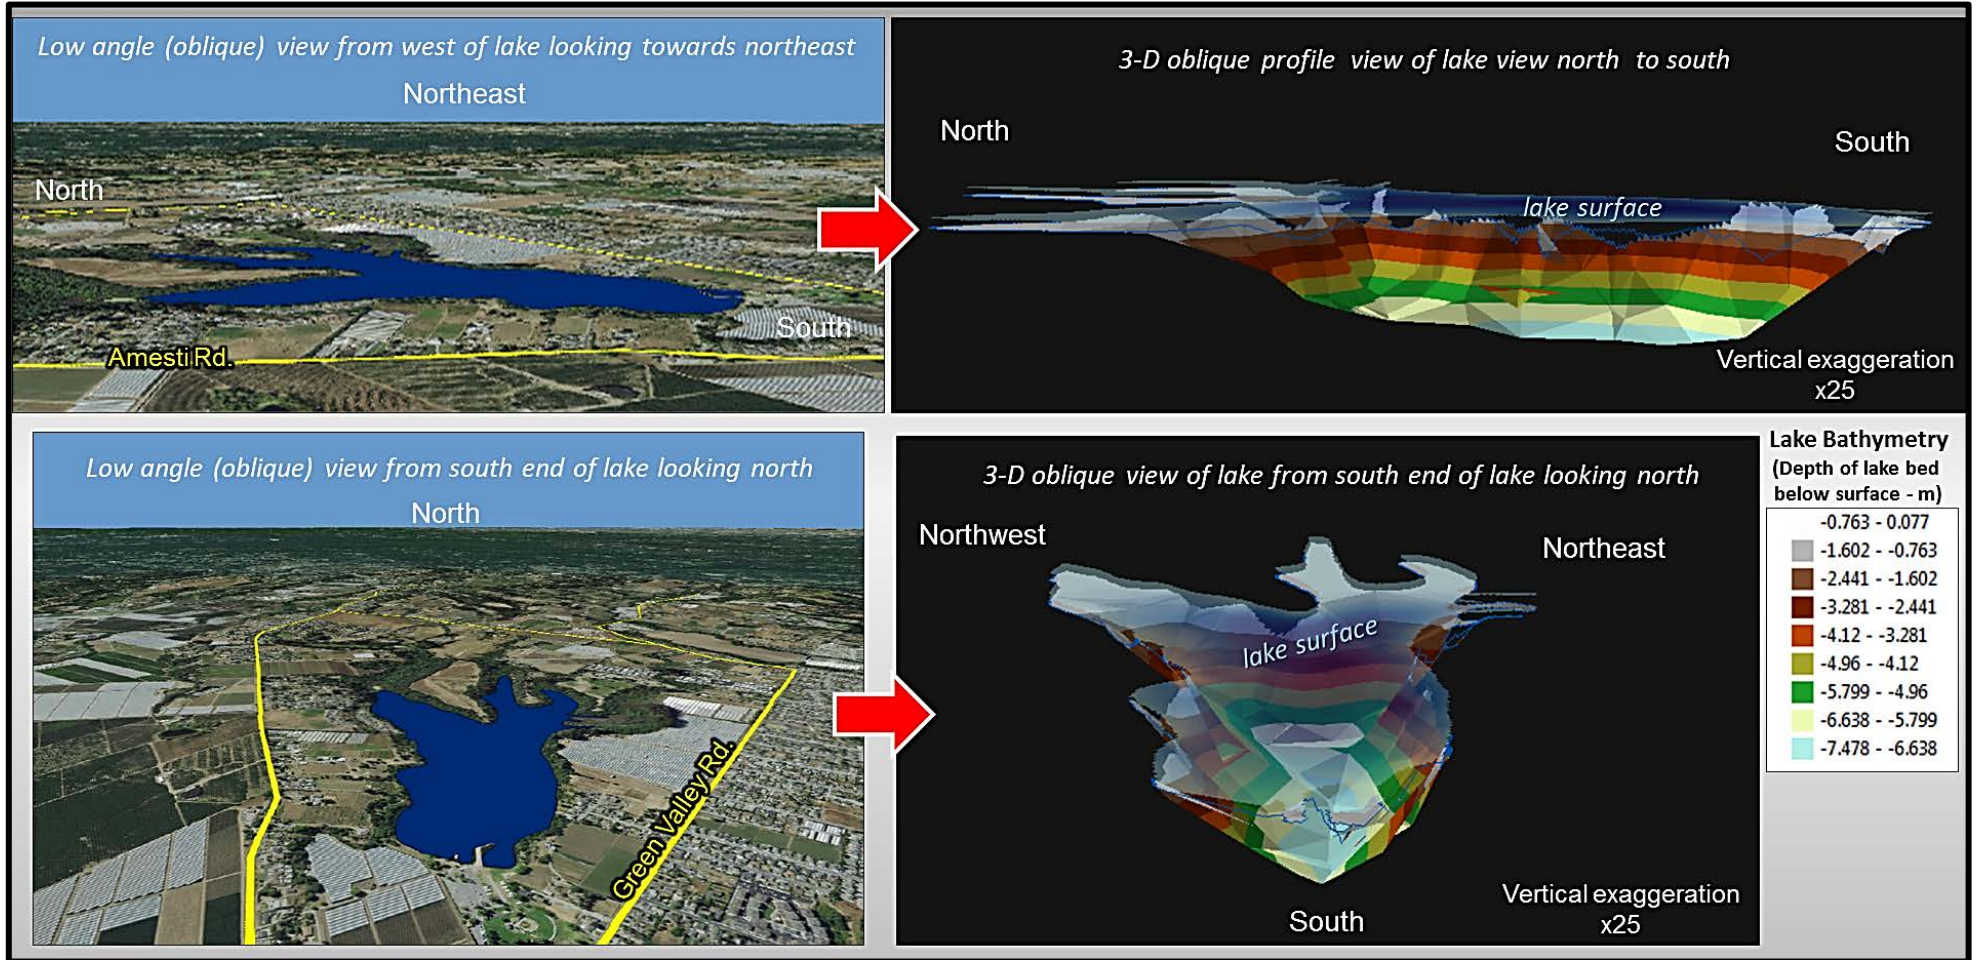 Low angle (oblique) view from west of lake looking towards northeast
Northeast
North
South
Amesti Rd.
3-D oblique profile view of lake view north to south
North
South
lake surface
Vertical exaggeration
x25
Low angle (oblique) view from south end of lake looking north
North
Green Valley Rd.
3-D oblique view of lake from south end of lake looking north
Northwest
Northeast
lake surface
South
Vertical exaggeration
x25
Lake Bathymetry
(Depth of lake bed
below surface - m)
-0.763 - 0.077
-1.602 - -0.763
-2.441 - -1.602
-3.281 - -2.441
-4.12 - -3.281
-4.96 - -4.12
-5.799 - -4.96
-6.638 - -5.799
-7.478 - -6.638